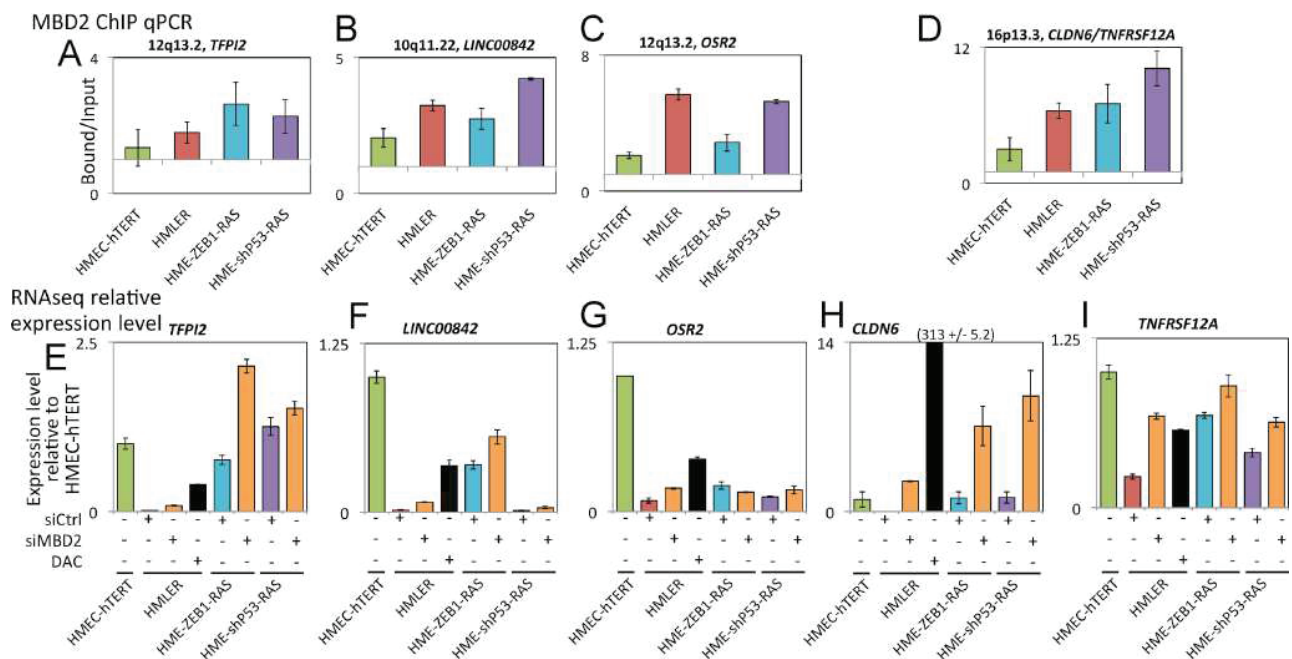 MBD2 ChIP qPCR
A
12q13.2, TFPI2
B
10q11.22, LINC00842
C
12q13.2, OSR2
D
16p13.3, CLDN6/TNFRSF12A
Bound/Input
4
0
5
0
8
0
12
0
HMEC-hTERT
HMLER
HME-ZEB1-RAS
HME-shP53-RAS
HMEC-hTERT
HMLER
HME-ZEB1-RAS
HME-shP53-RAS
HMEC-hTERT
HMLER
HME-ZEB1-RAS
HME-shP53-RAS
HMEC-hTERT
HMLER
HME-ZEB1-RAS
HME-shP53-RAS
RNAseq relative
expression level
E
TFPI2
F
LINC00842
G
OSR2
H
CLDN6
(313 +/- 5.2)
I
TNFRSF12A
Expression level
relative to
HMEC-hTERT
2.5
0
1.25
0
1.25
0
14
0
1.25
0
siCtrl - + - - + - + - - + - - + - + - - + - - + - + - - + - - + - + - - + - - + - + -
siMBD2 - - + - - + - + - - + - - + - + - - + - - + - + - - + - - + - + - - + - - + - +
DAC - - - + - - - - - - - + - - - - - - - + - - - - - - - + - - - - - - - + - - - -
HMEC-hTERT
HMLER
HME-ZEB1-RAS
HME-shP53-RAS
HMEC-hTERT
HMLER
HME-ZEB1-RAS
HME-shP53-RAS
HMEC-hTERT
HMLER
HME-ZEB1-RAS
HME-shP53-RAS
HMEC-hTERT
HMLER
HME-ZEB1-RAS
HME-shP53-RAS
HMEC-hTERT
HMLER
HME-ZEB1-RAS
HME-shP53-RAS